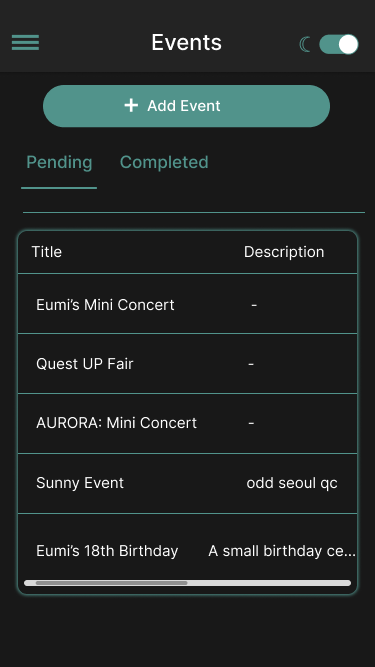 Events
+ Add Event
Pending Completed
Title Description
Eumi’s Mini Concert -
Quest UP Fair -
AURORA: Mini Concert -
Sunny Event odd seoul qc
Eumi’s 18th Birthday A small birthday ce...